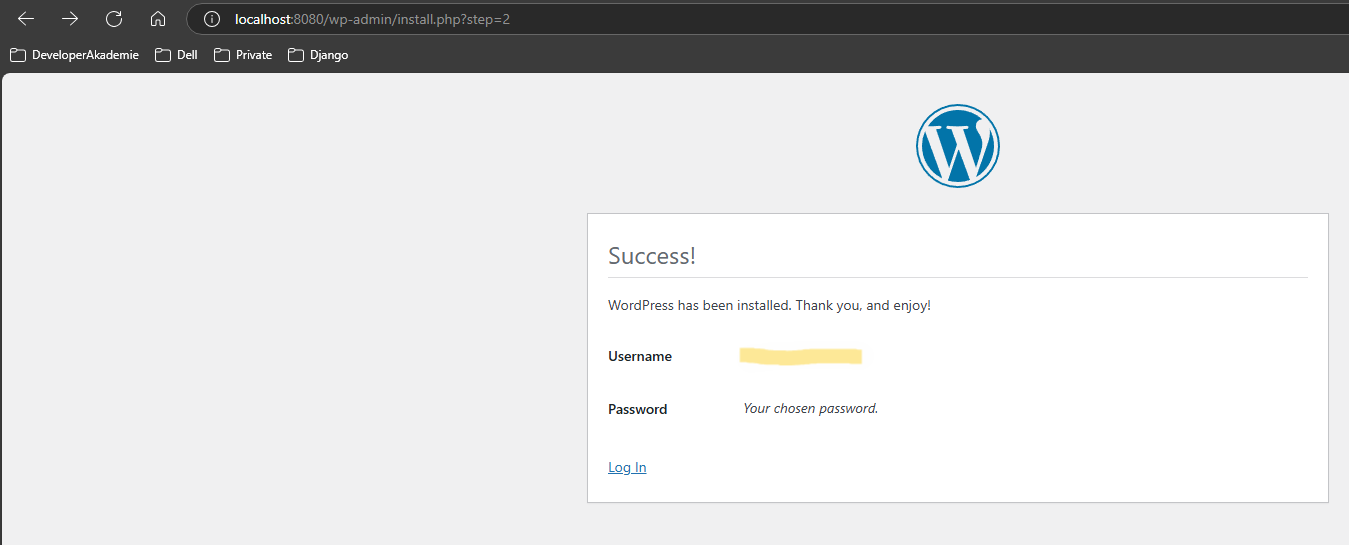 localhost:8080/wp-admin/install.php?step=2
DeveloperAkademie Dell Private Django
Success!
WordPress has been installed. Thank you, and enjoy!
Username
Password Your chosen password.
Log In